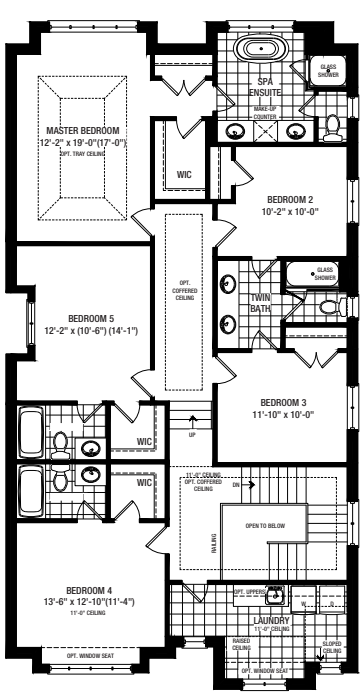 GLASS
SHOWER
SPA
ENSUITE
MAKE-UP
COUNTER
MASTER BEDROOM
12'-2" x 19'-0"(17'-0")
OPT. TRAY CEILING
WIC
BEDROOM 2
10'-2" x 10'-0"
OPT.
COFFERED
CEILING
GLASS
SHOWER
TWIN
BATH
BEDROOM 5
12'-2" x (10'-6") (14'-1")
BEDROOM 3
11'-10" x 10'-0"
UP
WIC
WIC
11'-0" CEILING
OPT. COFFERED
CEILING
DN
OPEN TO BELOW
RAILING
BEDROOM 4
13'-6" x 12'-10"(11'-4")
11'-0" CEILING
OPT. WINDOW SEAT
OPT. UPPERS
W
D
LAUNDRY
11'-0" CEILING
RAISED
CEILING
SLOPED
CEILING
OPT. WINDOW SEAT